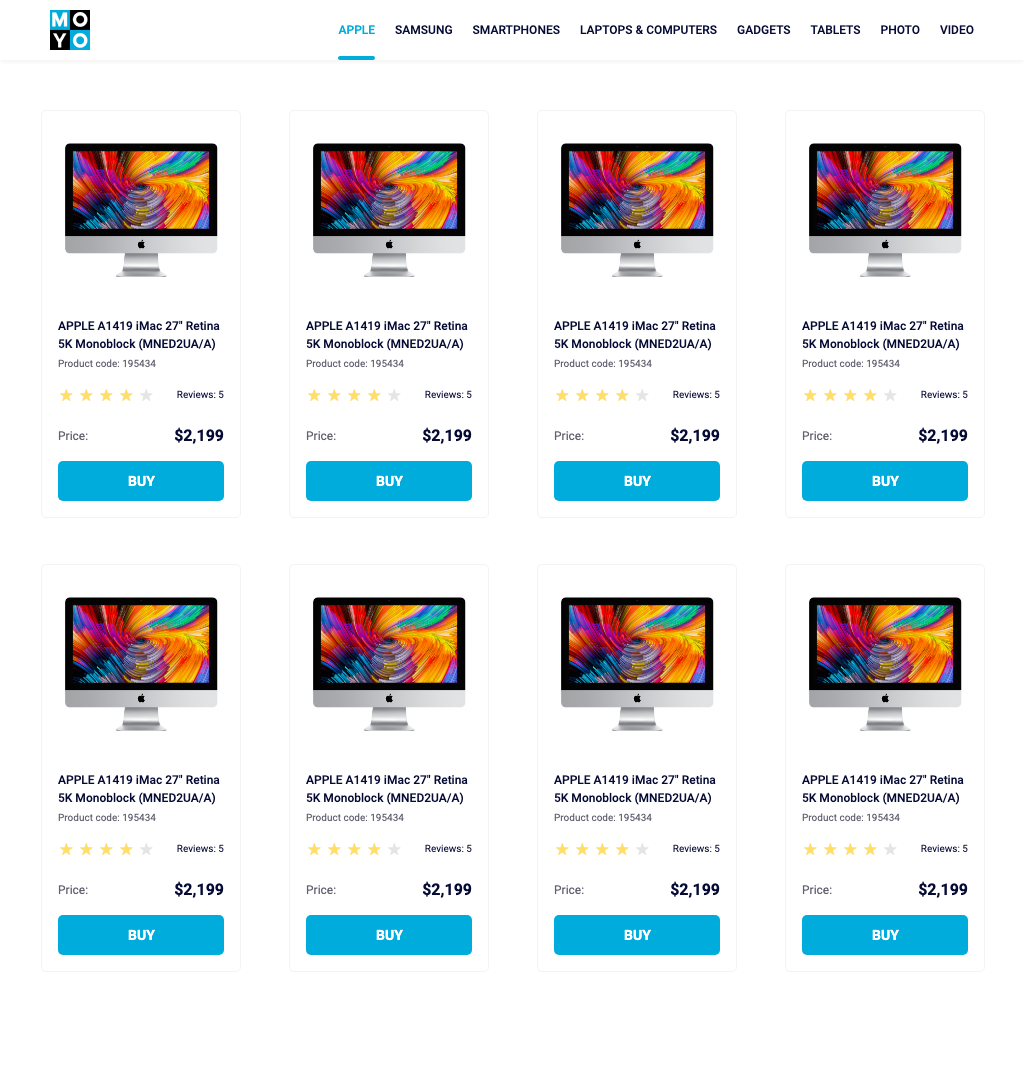 MO
YO
APPLE SAMSUNG SMARTPHONES LAPTOPS & COMPUTERS GADGETS TABLETS PHOTO VIDEO
APPLE A1419 iMac 27" Retina
5K Monoblock (MNED2UA/A)
Product code: 195434
Reviews: 5
Price: $2,199
BUY
APPLE A1419 iMac 27" Retina
5K Monoblock (MNED2UA/A)
Product code: 195434
Reviews: 5
Price: $2,199
BUY
APPLE A1419 iMac 27" Retina
5K Monoblock (MNED2UA/A)
Product code: 195434
Reviews: 5
Price: $2,199
BUY
APPLE A1419 iMac 27" Retina
5K Monoblock (MNED2UA/A)
Product code: 195434
Reviews: 5
Price: $2,199
BUY
APPLE A1419 iMac 27" Retina
5K Monoblock (MNED2UA/A)
Product code: 195434
Reviews: 5
Price: $2,199
BUY
APPLE A1419 iMac 27" Retina
5K Monoblock (MNED2UA/A)
Product code: 195434
Reviews: 5
Price: $2,199
BUY
APPLE A1419 iMac 27" Retina
5K Monoblock (MNED2UA/A)
Product code: 195434
Reviews: 5
Price: $2,199
BUY
APPLE A1419 iMac 27" Retina
5K Monoblock (MNED2UA/A)
Product code: 195434
Reviews: 5
Price: $2,199
BUY